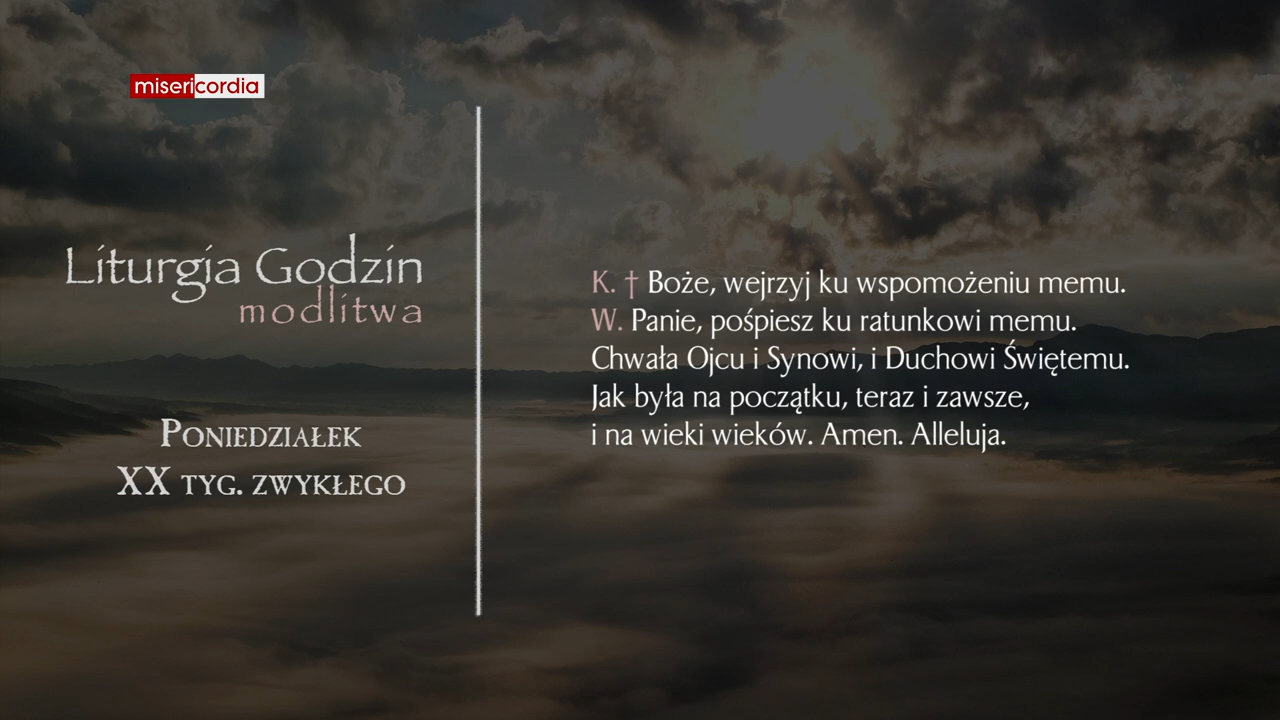 misericordia
Liturgia Godzin
modlitwa
Poniedziałek
XX tyg. zwykłego
K. † Boże, wejrzyj ku wspomożeniu memu.
W. Panie, pośpiesz ku ratunkowi memu.
Chwała Ojcu i Synowi, i Duchowi Świętemu.
Jak była na początku, teraz i zawsze,
i na wieki wieków. Amen. Alleluja.